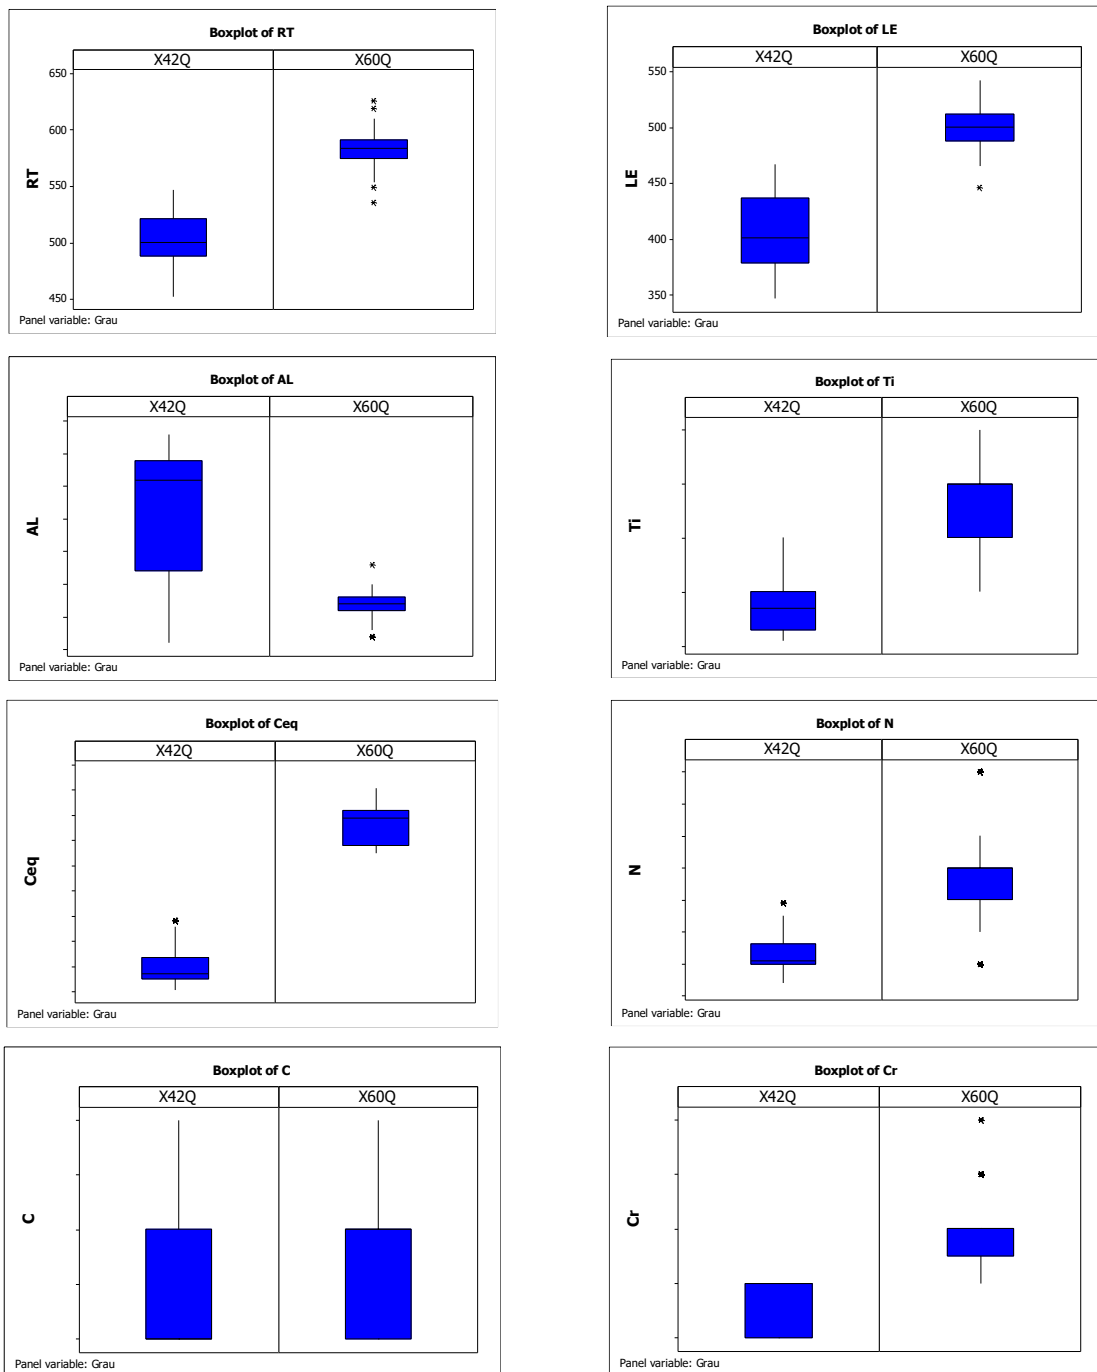 Boxplot of RT
X42Q X60Q
650
600
550
500
450
RT
Panel variable: Grau
Boxplot of LE
X42Q X60Q
550
500
450
400
350
LE
Panel variable: Grau
Boxplot of AL
X42Q X60Q
AL
Panel variable: Grau
Boxplot of Ti
X42Q X60Q
Ti
Panel variable: Grau
Boxplot of Ceq
X42Q X60Q
Ceq
Panel variable: Grau
Boxplot of N
X42Q X60Q
N
Panel variable: Grau
Boxplot of C
X42Q X60Q
C
Panel variable: Grau
Boxplot of Cr
X42Q X60Q
Cr
Panel variable: Grau